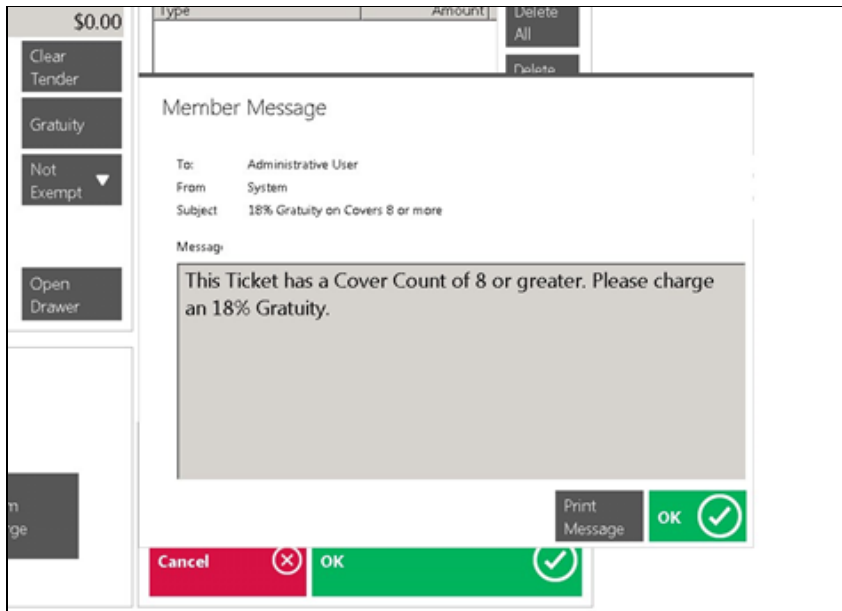 $0.00
Type Amount
Delete
All
Clear
Tender
Delete
Gratuity
Not
Exempt
Open
Drawer
Member Message
To: Administrative User
From System
Subject 18% Gratuity on Covers 8 or more
Messag
This Ticket has a Cover Count of 8 or greater. Please charge
an 18% Gratuity.
Print
Message
OK
Cancel
OK